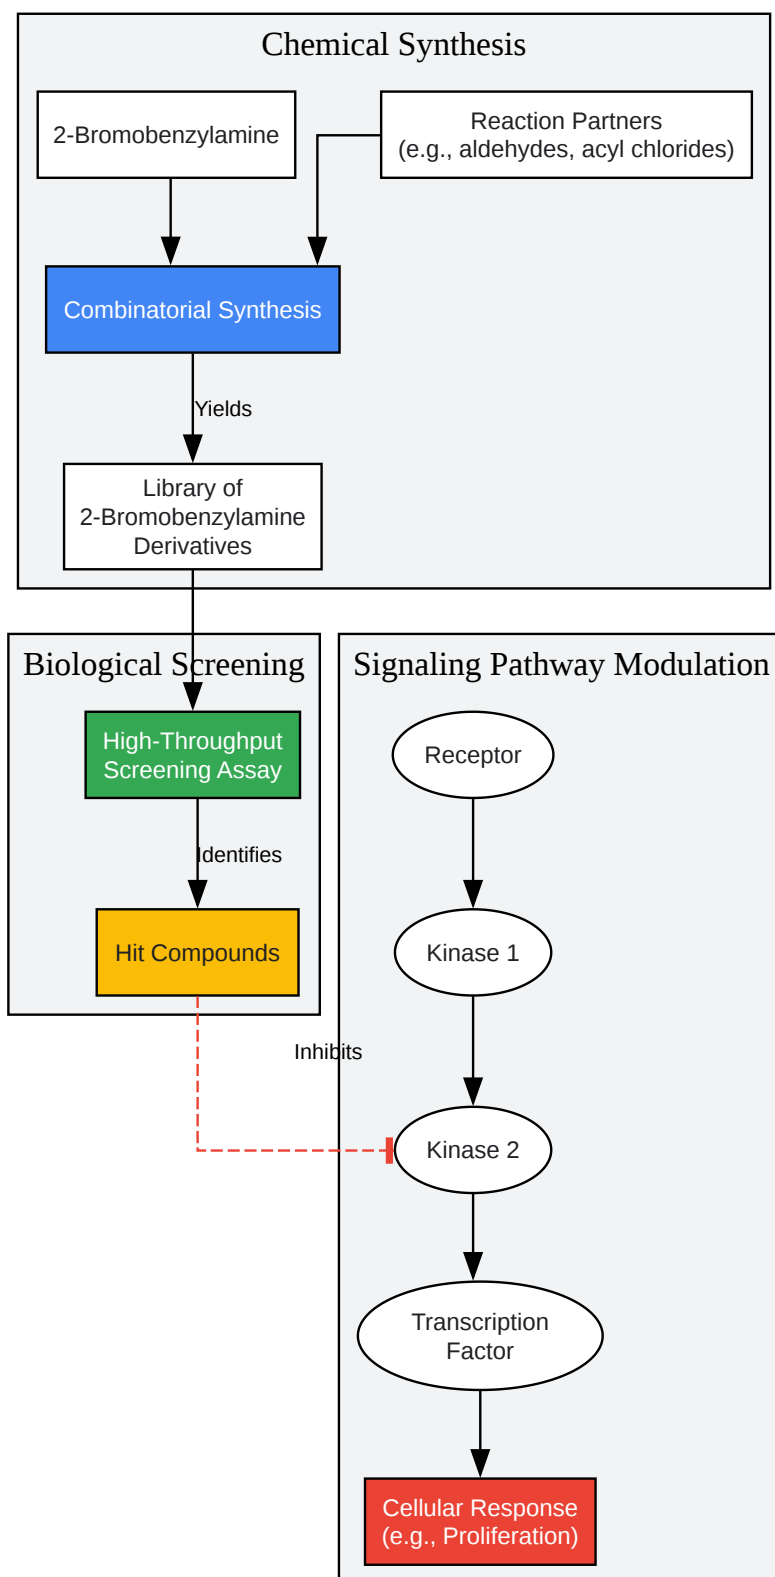 Chemical Synthesis
2-Bromobenzylamine
Reaction Partners
(e.g., aldehydes, acyl chlorides)
Combinatorial Synthesis
Yields
Library of
2-Bromobenzylamine
Derivatives
Biological Screening
High-Throughput
Screening Assay
Identifies
Hit Compounds
Inhibits
Signaling Pathway Modulation
Receptor
Kinase 1
Kinase 2
Transcription
Factor
Cellular Response
(e.g., Proliferation)